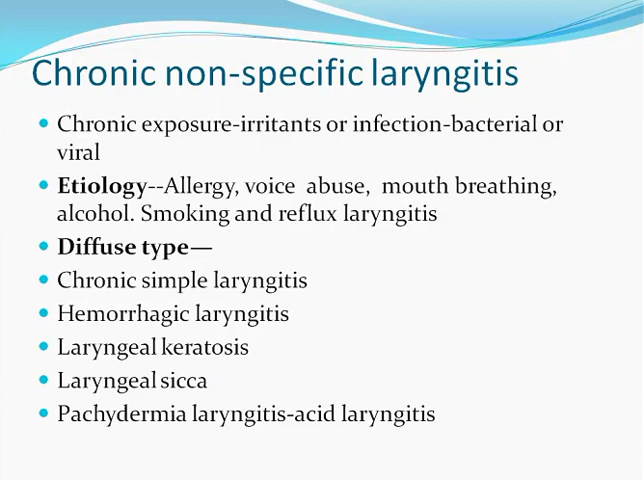 Chronic non-specific laryngitis
• Chronic exposure-irritants or infection-bacterial or
viral
• Etiology--Allergy, voice abuse, mouth breathing,
alcohol. Smoking and reflux laryngitis
• Diffuse type—
• Chronic simple laryngitis
• Hemorrhagic laryngitis
• Laryngeal keratosis
• Laryngeal sicca
• Pachydermia laryngitis-acid laryngitis